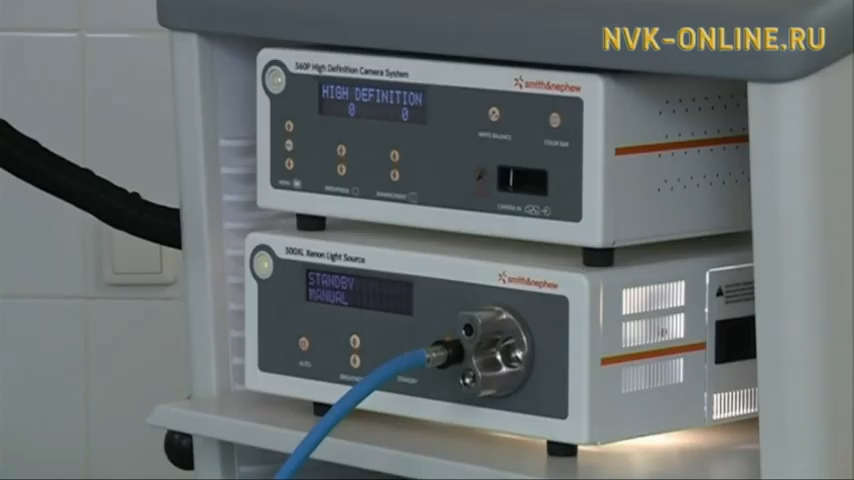 NVK-ONLINE.RU
560P High Definition Camera System
smith&nephew
HIGH DEFINITION
0 0
WHITE BALANCE
COLOR BAR
MENU
BRIGHTNESS
ENHANCEMENT
CAMERA IN
500XL Xenon Light Source
smith&nephew
STANDBY
MANUAL
AUTO
BRIGHTNESS
STANDBY